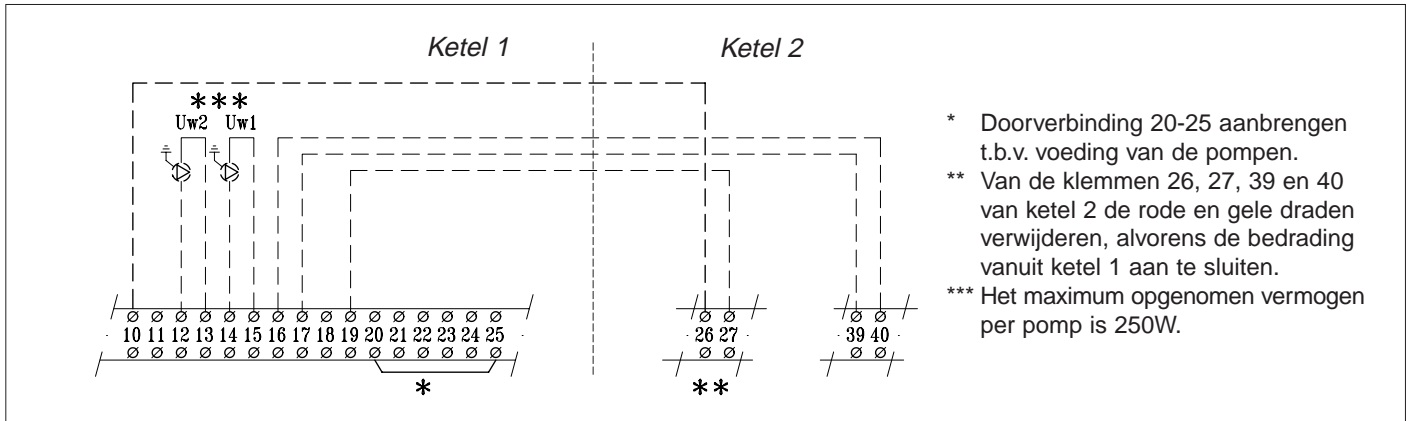 Ketel 1 Ketel 2
***
Uw2 Uw1
* Doorverbinding 20-25 aanbrengen
t.b.v. voeding van de pompen.
** Van de klemmen 26, 27, 39 en 40
van ketel 2 de rode en gele draden
verwijderen, alvorens de bedrading
vanuit ketel 1 aan te sluiten.
*** Het maximum opgenomen vermogen
per pomp is 250W.
10 11 12 13 14 15 16 17 18 19 20 21 22 23 24 25 26 27 39 40
* **